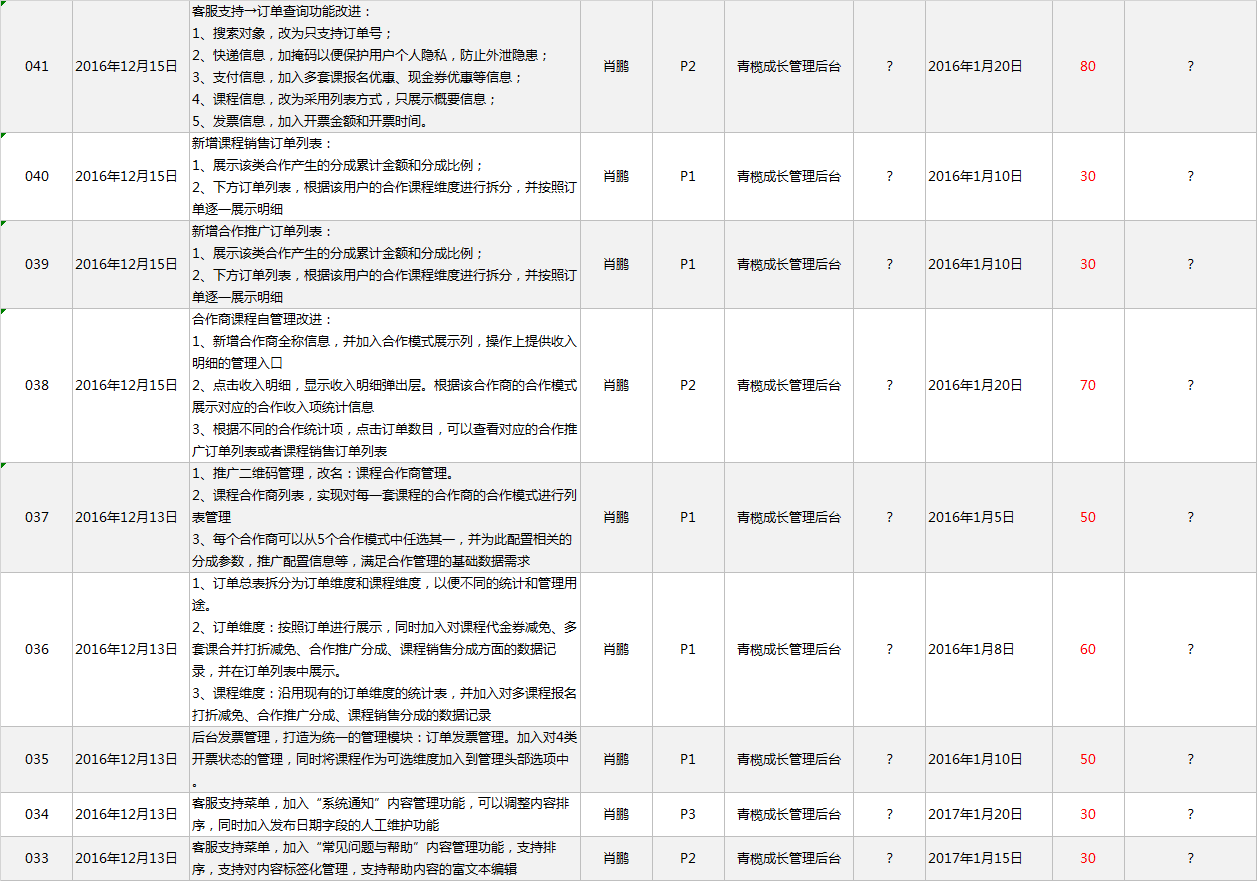 客服支持→订单查询功能改进：
1、搜索对象，改为只支持订单号；
2、快递信息，加掩码以便保护用户个人隐私，防止外泄隐患；
041 2016年12月15日 3、支付信息，加入多套课报名优惠、现金券优惠等信息； 肖鹏 P2 青榄成长管理后台 ? 2016年1月20日 80 ?
4、课程信息，改为采用列表方式，只展示概要信息；
5、发票信息，加入开票金额和开票时间。
新增课程销售订单列表：
1、展示该类合作产生的分成累计金额和分成比例；
040 2016年12月15日 2、下方订单列表，根据该用户的合作课程维度进行拆分，并按照订 肖鹏 P1 青榄成长管理后台 ? 2016年1月10日 30 ?
单逐一展示明细
新增合作推广订单列表：
1、展示该类合作产生的分成累计金额和分成比例；
039 2016年12月15日 2、下方订单列表，根据该用户的合作课程维度进行拆分，并按照订 肖鹏 P1 青榄成长管理后台 ? 2016年1月10日 30 ?
单逐一展示明细
合作商课程自管理改进：
1、新增合作商全称信息，并加入合作模式展示列，操作上提供收入
明细的管理入口
038 2016年12月15日 2、点击收入明细，显示收入明细弹出层。根据该合作商的合作模式 肖鹏 P2 青榄成长管理后台 ? 2016年1月20日 70 ?
展示对应的合作收入项统计信息
3、根据不同的合作统计项，点击订单数目，可以查看对应的合作推
广订单列表或者课程销售订单列表
1、推广二维码管理，改名：课程合作商管理。
2、课程合作商列表，实现对每一套课程的合作商的合作模式进行列
037 2016年12月13日 表管理 肖鹏 P1 青榄成长管理后台 ? 2016年1月5日 50 ?
3、每个合作商可以从5个合作模式中任选其一，并为此配置相关的
分成参数，推广配置信息等，满足合作管理的基础数据需求
1、订单总表拆分为订单维度和课程维度，以便不同的统计和管理用
途。
2、订单维度：按照订单进行展示，同时加入对课程代金券减免、多
036 2016年12月13日 套课合并打折减免、合作推广分成、课程销售分成方面的数据记 肖鹏 P1 青榄成长管理后台 ? 2016年1月8日 60 ?
录，并在订单列表中展示。
3、课程维度：沿用现有的订单维度的统计表，并加入对多课程报名
打折减免、合作推广分成、课程销售分成的数据记录
后台发票管理，打造为统一的管理模块：订单发票管理。加入对4类
035 2016年12月13日 开票状态的管理，同时将课程作为可选维度加入到管理头部选项中 肖鹏 P1 青榄成长管理后台 ? 2016年1月10日 50 ?
。
客服支持菜单，加入“系统通知”内容管理功能，可以调整内容排
034 2016年12月13日 序，同时加入发布日期字段的人工维护功能 肖鹏 P3 青榄成长管理后台 ? 2017年1月20日 30 ?
客服支持菜单，加入“常见问题与帮助”内容管理功能，支持排
033 2016年12月13日 序，支持对内容标签化管理，支持帮助内容的富文本编辑 肖鹏 P2 青榄成长管理后台 ? 2017年1月15日 30 ?